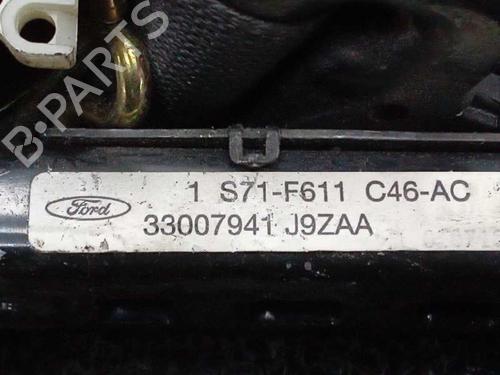 B-PARTS
Ford
1 S71-F611 C46-AC
33007941 J9ZAA